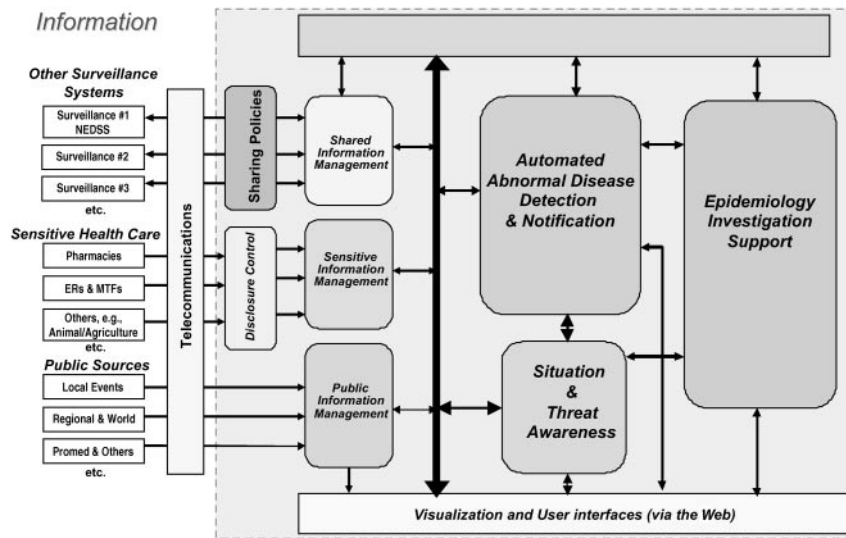 Information
Other Surveillance
Systems
Surveillance #1
NEDSS
Surveillance #2
Surveillance #3
etc.
Sensitive Health Care
Pharmacies
ERs & MTFs
Others, e.g.,
Animal/Agriculture
etc.
Public Sources
Local Events
Regional & World
Promed & Others
etc.
Telecommunications
Sharing Policies
Disclosure Control
Shared
Information
Management
Sensitive
Information
Management
Public
Information
Management
Automated
Abnormal Disease
Detection
& Notification
Situation
&
Threat
Awareness
Epidemiology
Investigation
Support
Visualization and User interfaces (via the Web)